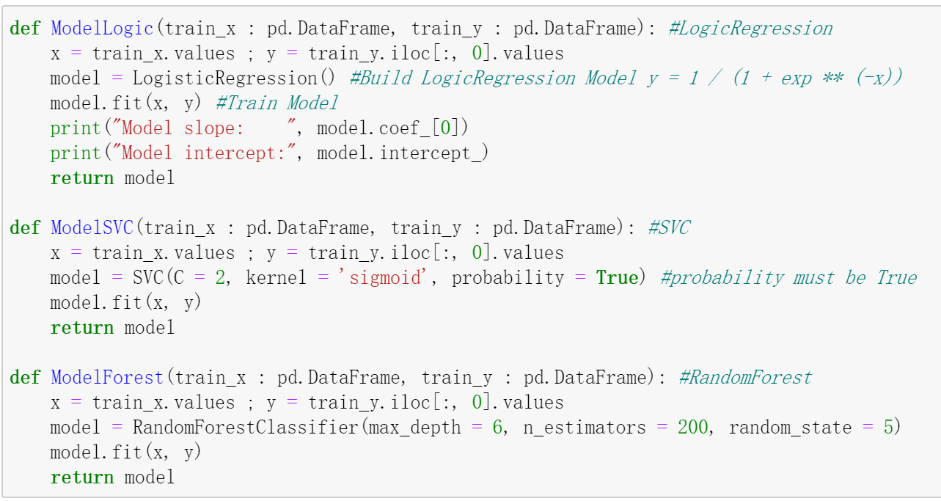 def ModelLogic(train_x : pd.DataFrame, train_y : pd.DataFrame): #LogicRegression
    x = train_x.values ; y = train_y.iloc[:, 0].values
    model = LogisticRegression() #Build LogicRegression Model y = 1 / (1 + exp ** (-x))
    model.fit(x, y) #Train Model
    print("Model slope:    ", model.coef_[0])
    print("Model intercept:", model.intercept_)
    return model

def ModelSVC(train_x : pd.DataFrame, train_y : pd.DataFrame): #SVC
    x = train_x.values ; y = train_y.iloc[:, 0].values
    model = SVC(C = 2, kernel = 'sigmoid', probability = True) #probability must be True
    model.fit(x, y)
    return model

def ModelForest(train_x : pd.DataFrame, train_y : pd.DataFrame): #RandomForest
    x = train_x.values ; y = train_y.iloc[:, 0].values
    model = RandomForestClassifier(max_depth = 6, n_estimators = 200, random_state = 5)
    model.fit(x, y)
    return model